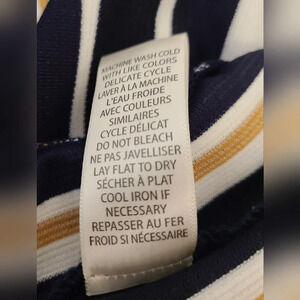 MACHINE WASH COLD
WITH LIKE COLORS
DELICATE CYCLE
LAVER À LA MACHINE
L'EAU FROIDE
AVEC COULEURS
SIMILAIRES
CYCLE DÉLICAT
DO NOT BLEACH
NE PAS JAVELLISER
LAY FLAT TO DRY
SÉCHER À PLAT
COOL IRON IF
NECESSARY
REPASSER AU FER
FROID SI NÉCESSAIRE